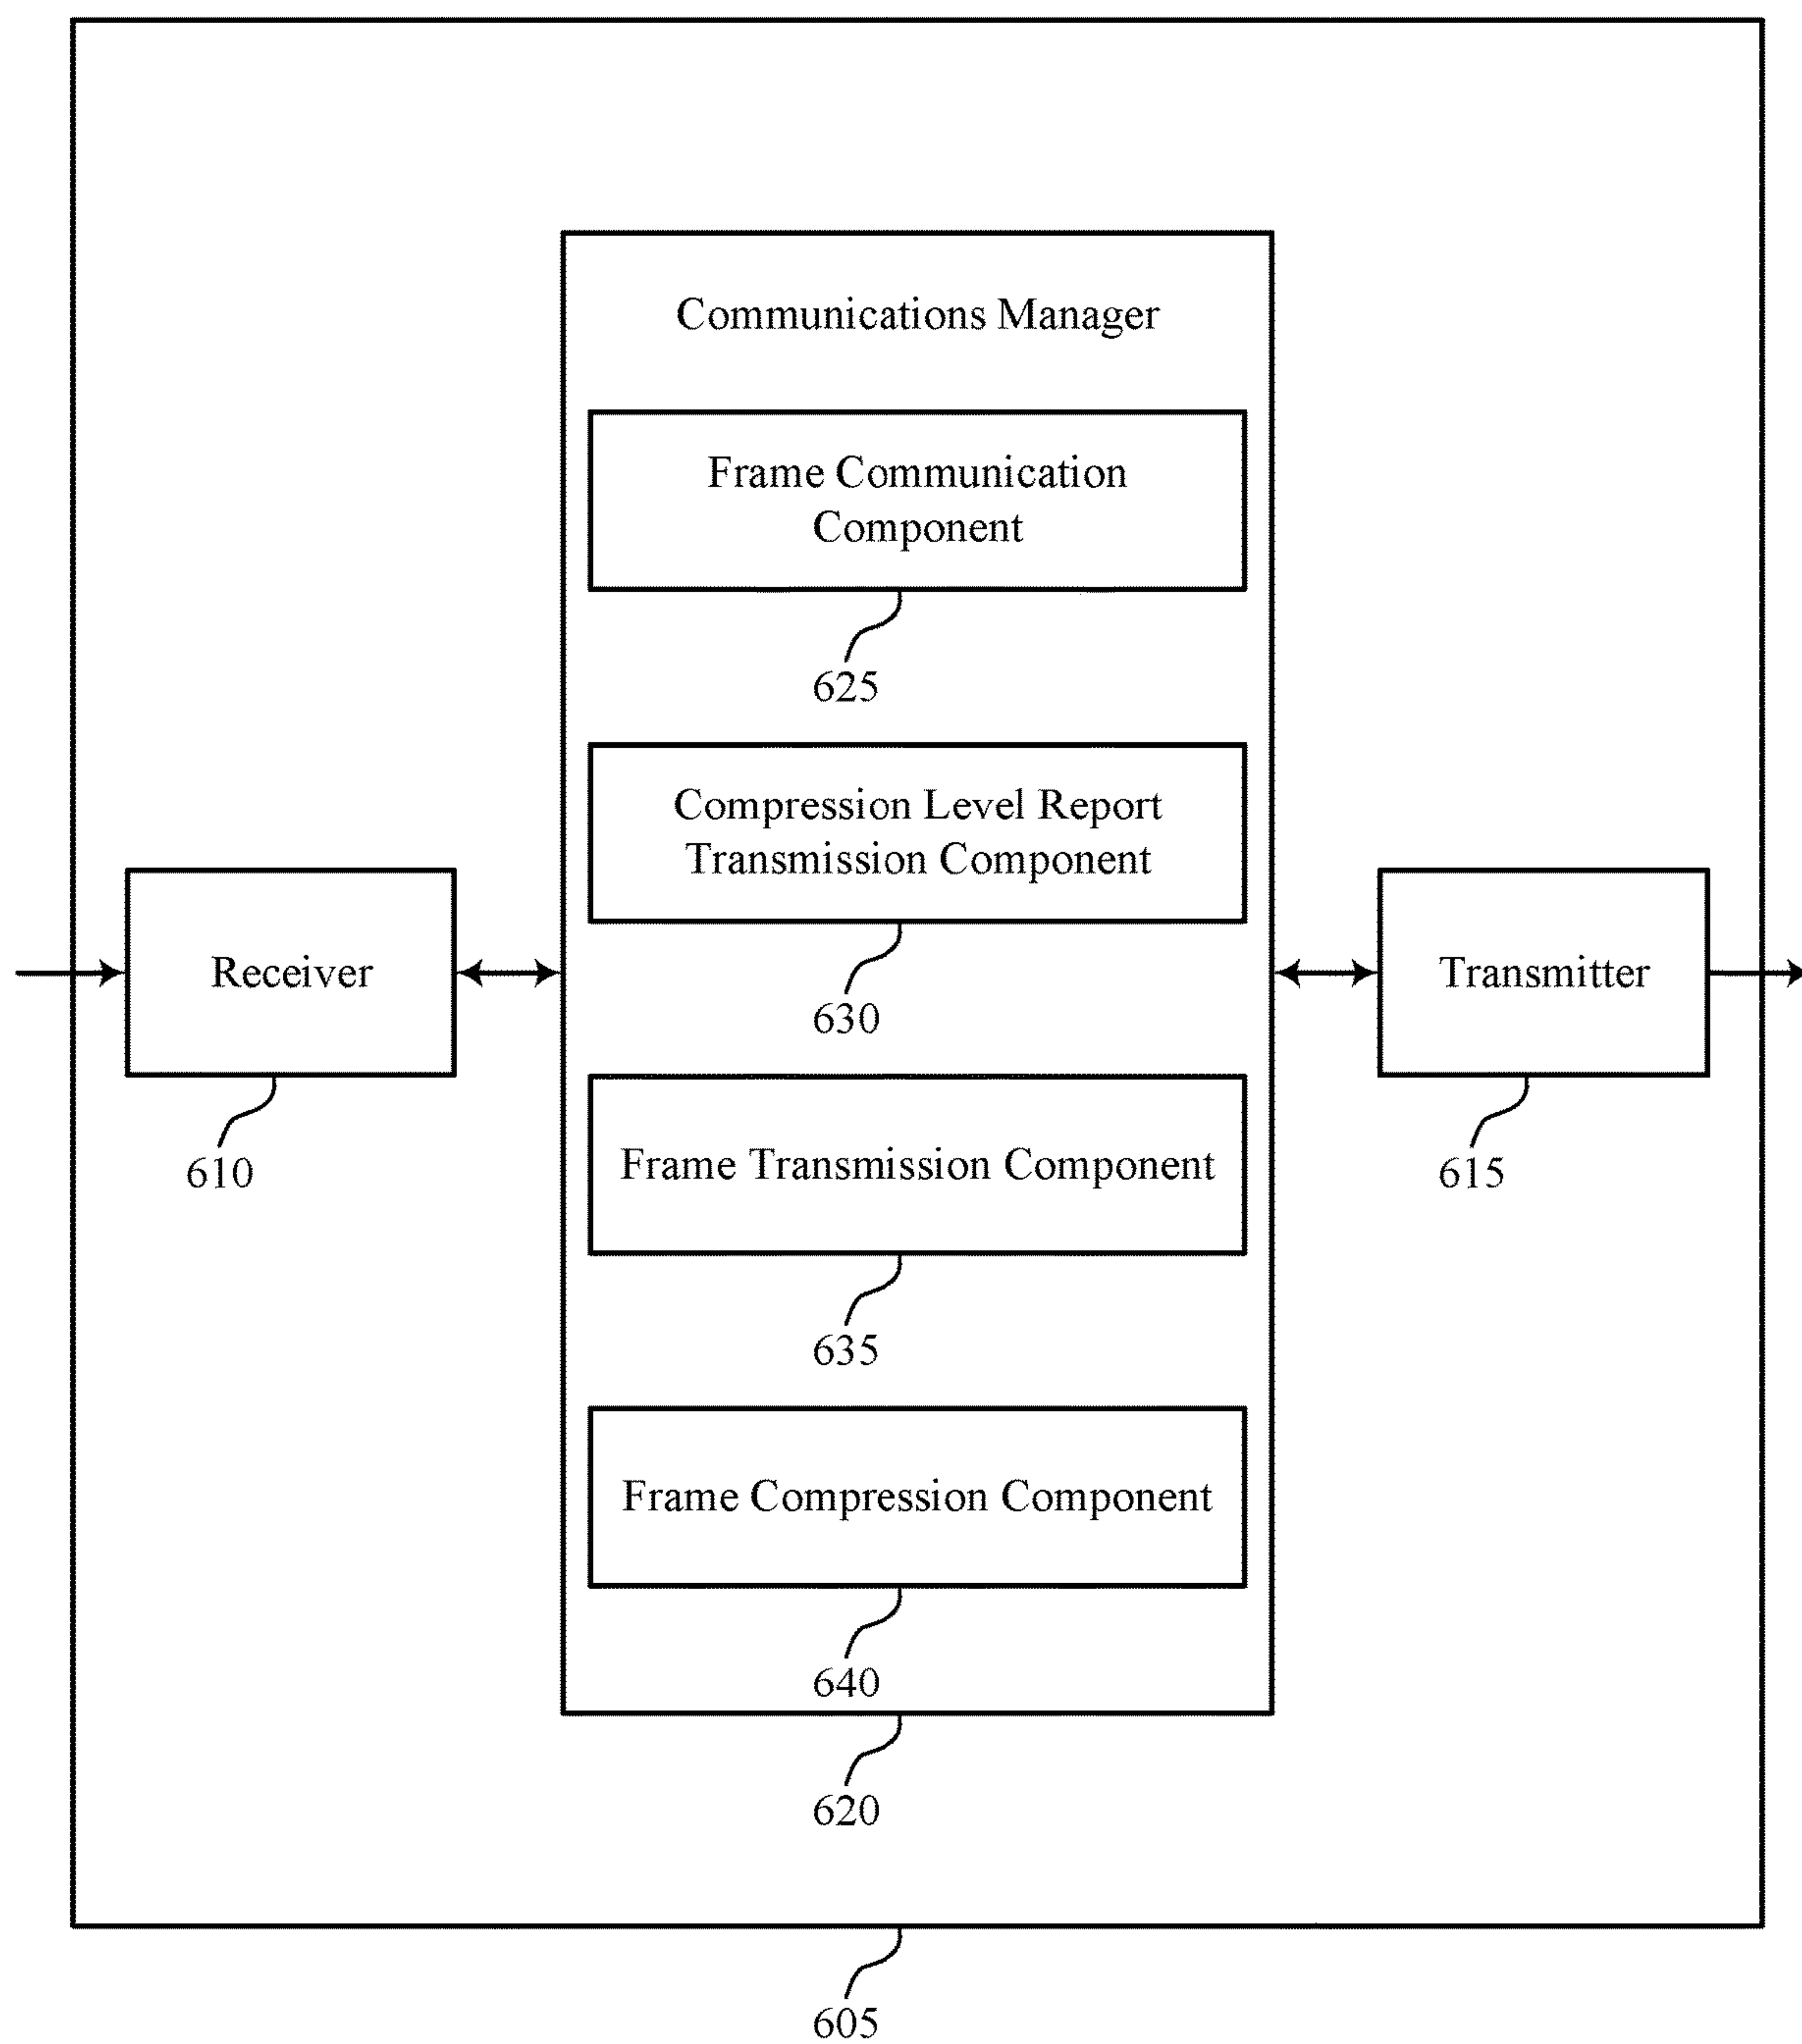 Communications Manager
Frame Communication
Component
625
Compression Level Report
Transmission Component
630
Receiver
610
Transmitter
615
Frame Transmission Component
635
Frame Compression Component
640
620
605